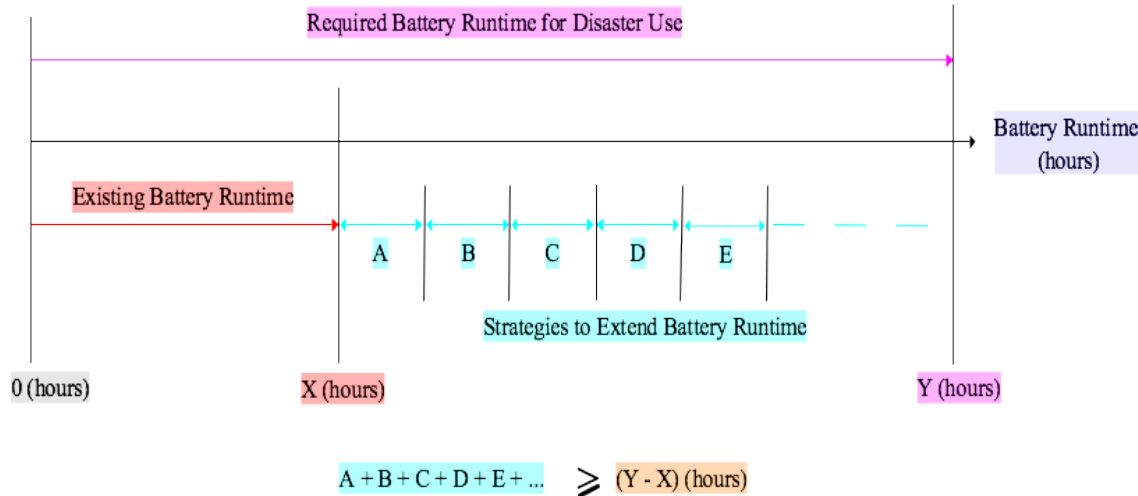 Required Battery Runtime for Disaster Use
Battery Runtime
(hours)
Existing Battery Runtime
A
B
C
D
E
Strategies to Extend Battery Runtime
0 (hours)
X (hours)
Y (hours)
A + B + C + D + E + ... ⩾ (Y - X) (hours)